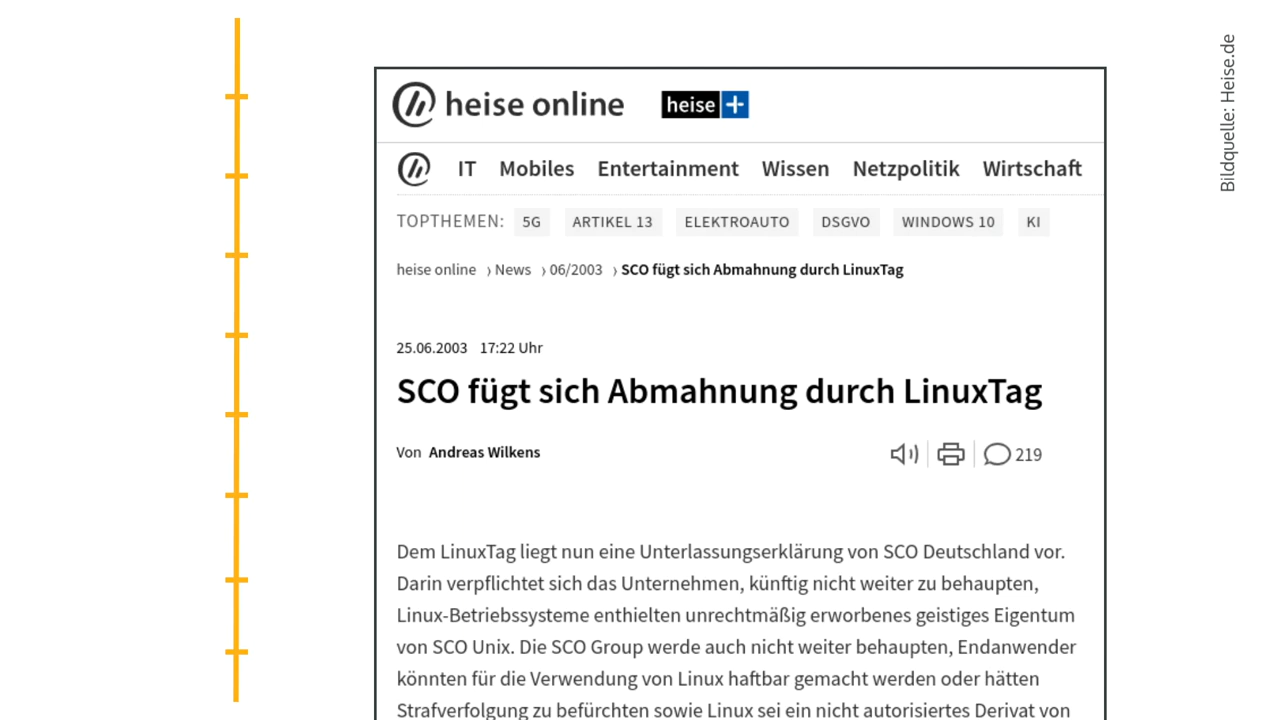 heise online heise +
IT Mobiles Entertainment Wissen Netzpolitik Wirtschaft
TOPTHEMEN: 5G ARTIKEL 13 ELEKTROAUTO DSGVO WINDOWS 10 KI
heise online › News › 06/2003 › SCO fügt sich Abmahnung durch LinuxTag
25.06.2003 17:22 Uhr
SCO fügt sich Abmahnung durch LinuxTag
Von Andreas Wilkens 219
Dem LinuxTag liegt nun eine Unterlassungserklärung von SCO Deutschland vor.
Darin verpflichtet sich das Unternehmen, künftig nicht weiter zu behaupten,
Linux-Betriebssysteme enthielten unrechtmäßig erworbenes geistiges Eigentum
von SCO Unix. Die SCO Group werde auch nicht weiter behaupten, Endanwender
könnten für die Verwendung von Linux haftbar gemacht werden oder hätten
Strafverfolgung zu befürchten sowie Linux sei ein nicht autorisiertes Derivat von
Bildquelle: Heise.de